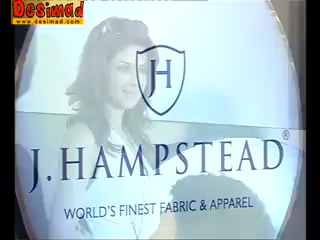 Desimad
www.desimad.com
JH
J. HAMPSTEAD®
WORLD'S FINEST FABRIC & APPAREL